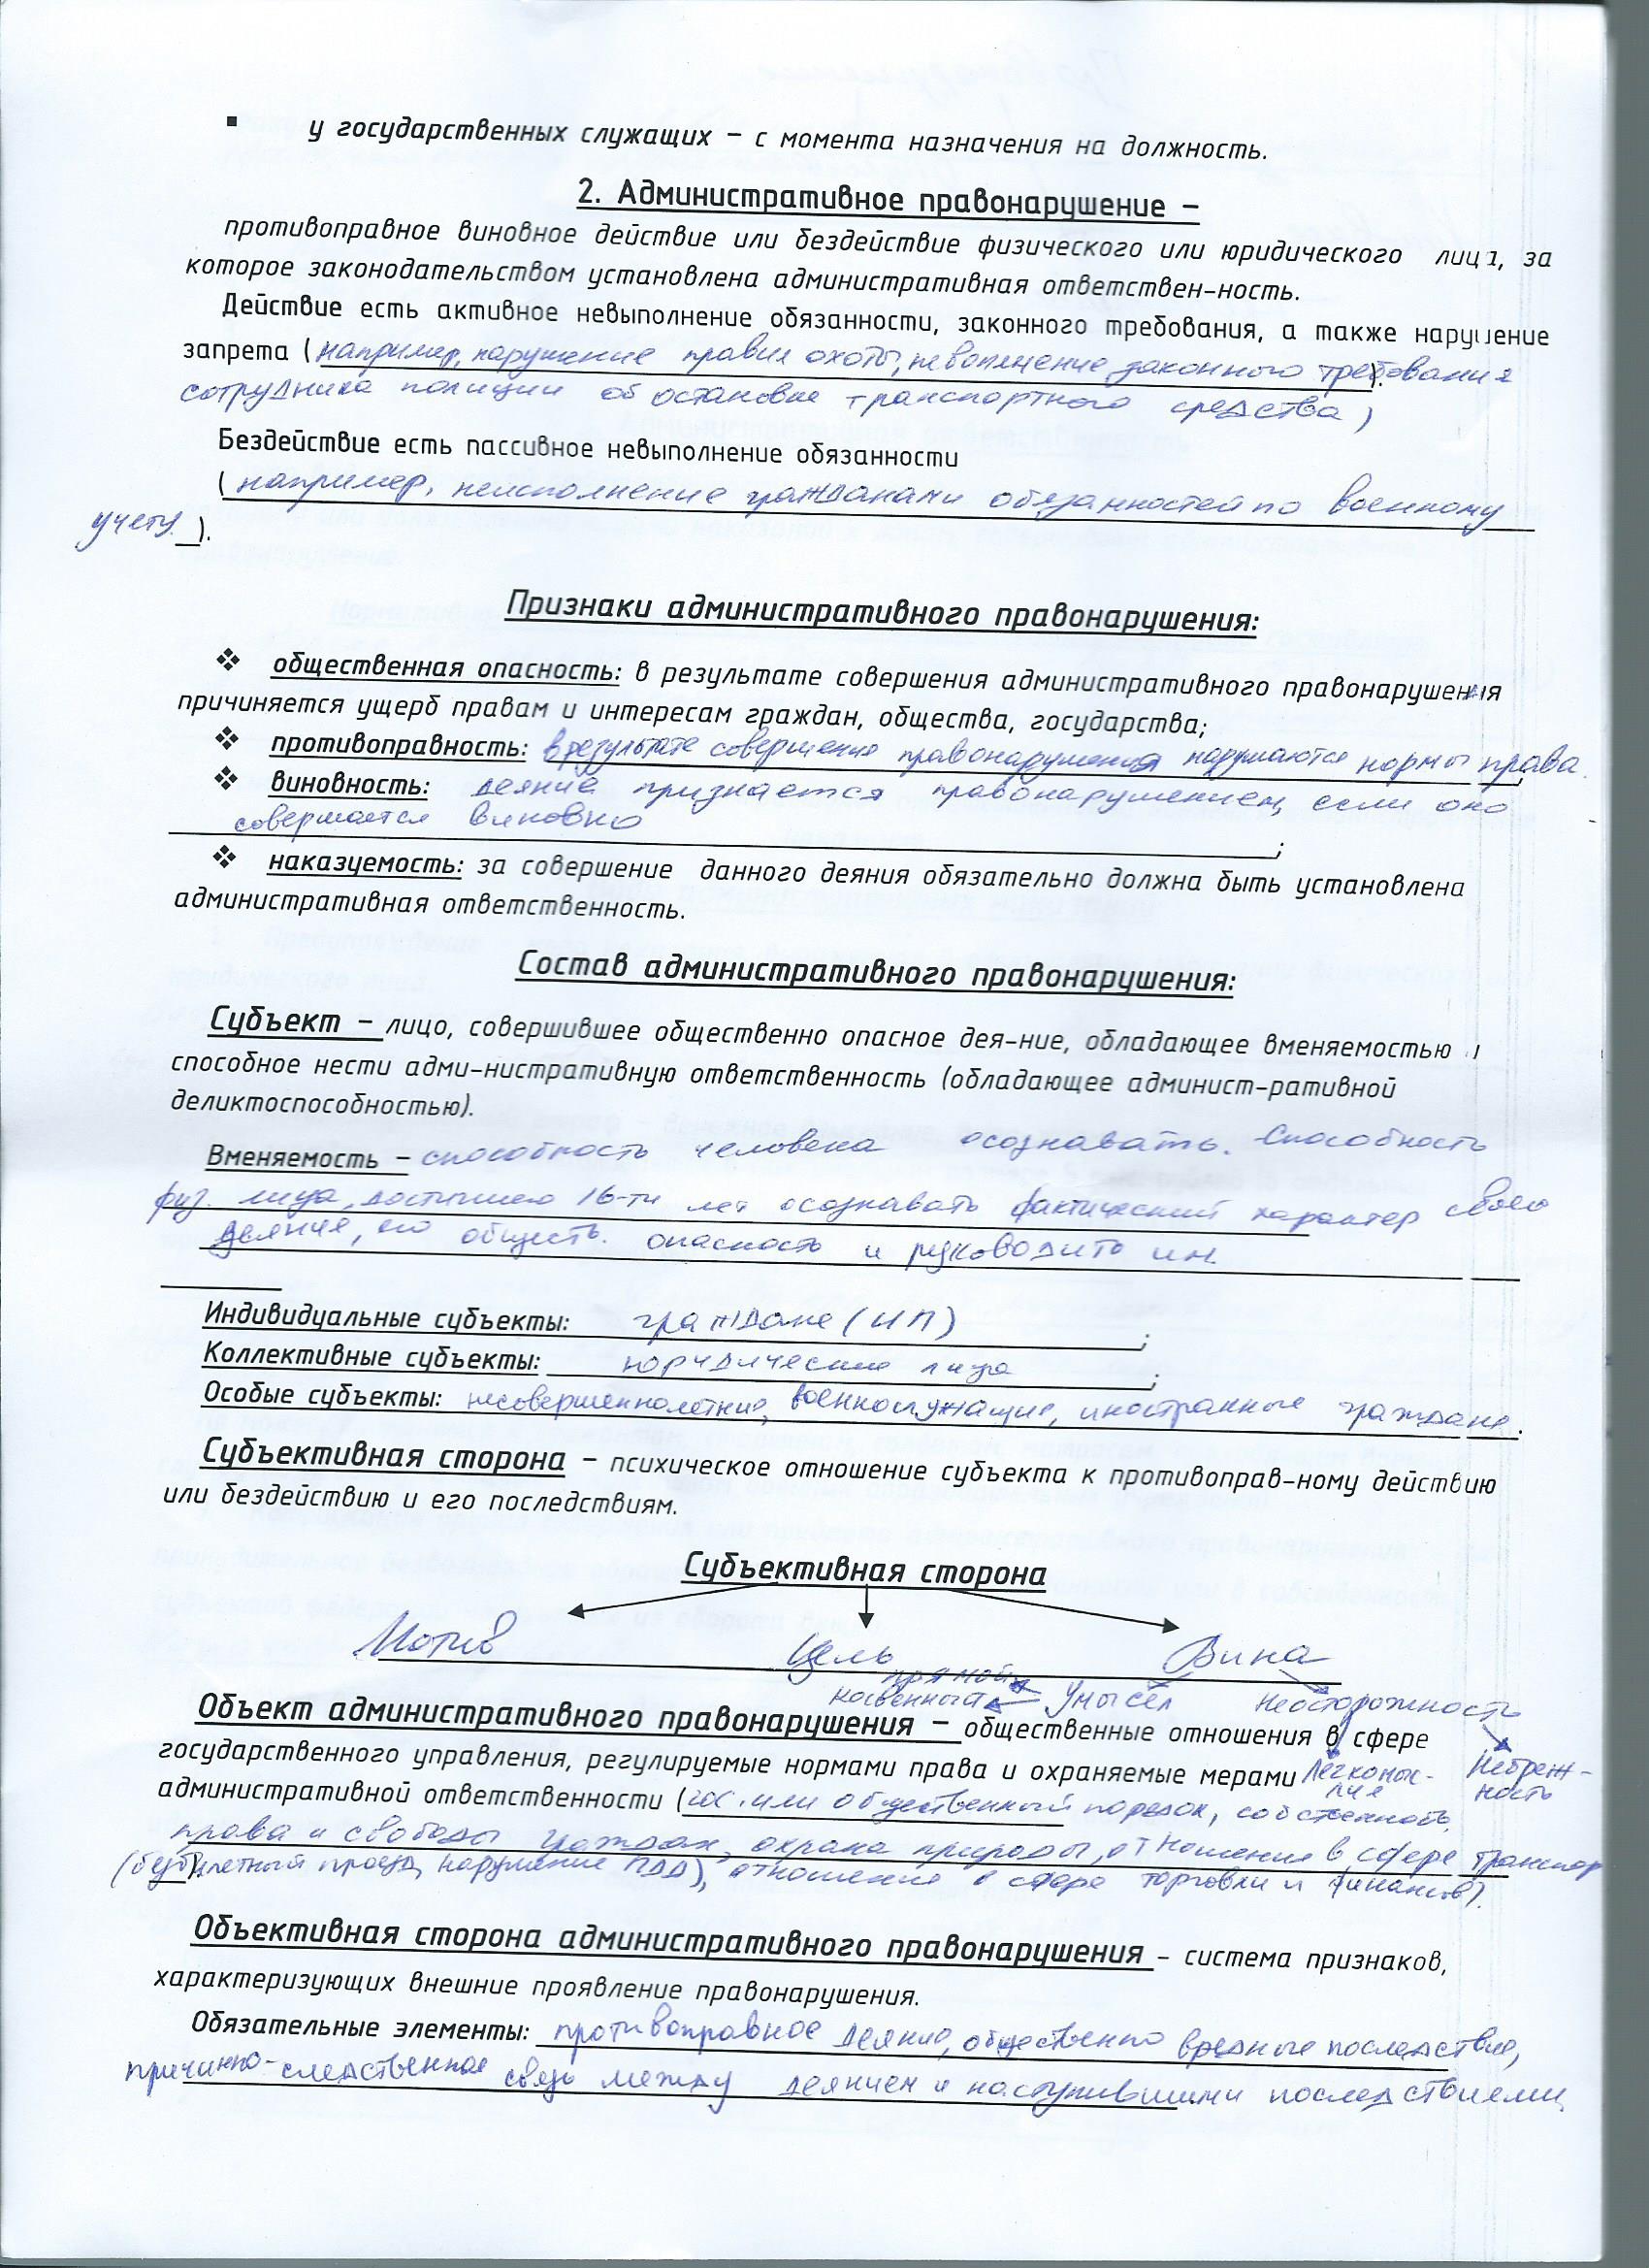 ▪ у государственных служащих – с момента назначения на должность.
2. Административное правонарушение –
противоправное виновное действие или бездействие физического или юридического лица, за
которое законодательством установлена административная ответствен-ность.
Действие есть активное невыполнение обязанности, законного требования, а также нарушение
запрета (например, нарушение правил охоты, невополнение законного требования).
сотрудника полиции об остановке транспортного средства)
Бездействие есть пассивное невыполнение обязанности
(например, неисполнение гражданами обязанностей по военному
учету).
Признаки административного правонарушения:
❖ общественная опасность: в результате совершения административного правонарушения
причиняется ущерб правам и интересам граждан, общества, государства;
❖ противоправность: в результате совершения правонарушения нарушаются нормы права.
❖ виновность: деяние признается правонарушением, если оно
совершается виновно;
❖ наказуемость: за совершение данного деяния обязательно должна быть установлена
административная ответственность.
Состав административного правонарушения:
Субъект – лицо, совершившее общественно опасное дея-ние, обладающее вменяемостью и
способное нести адми-нистративную ответственность (обладающее админист-ративной
деликтоспособностью).
Вменяемость – способность человека осознавать. Способность
физ. лица, достигшего 16-ти лет осознавать фактический характер своего
деяния, его обществ. опасность и руководить им.
Индивидуальные субъекты: граждане (ИП);
Коллективные субъекты: юридические лица;
Особые субъекты: несовершеннолетние, военнослужащие, иностранные граждане.
Субъективная сторона – психическое отношение субъекта к противоправ-ному действию
или бездействию и его последствиям.
Субъективная сторона
Мотив Цель Вина
прямой
косвенный Умысел Неосторожность
Объект административного правонарушения – общественные отношения в сфере
государственного управления, регулируемые нормами права и охраняемые мерами Легкомыс-лие Небреж-ность
административной ответственности (гос. или общественный порядок, собственность,
права и свободы граждан, охрана природы, отношения в сфере транспор
(безбилетный проезд, нарушение ПДД), отношения в сфере торговли и финансов).
Объективная сторона административного правонарушения – система признаков,
характеризующих внешние проявление правонарушения.
Обязательные элементы: противоправное деяние, общественно вредные последствие,
причинно-следственная связь между деянием и наступившими последствиями